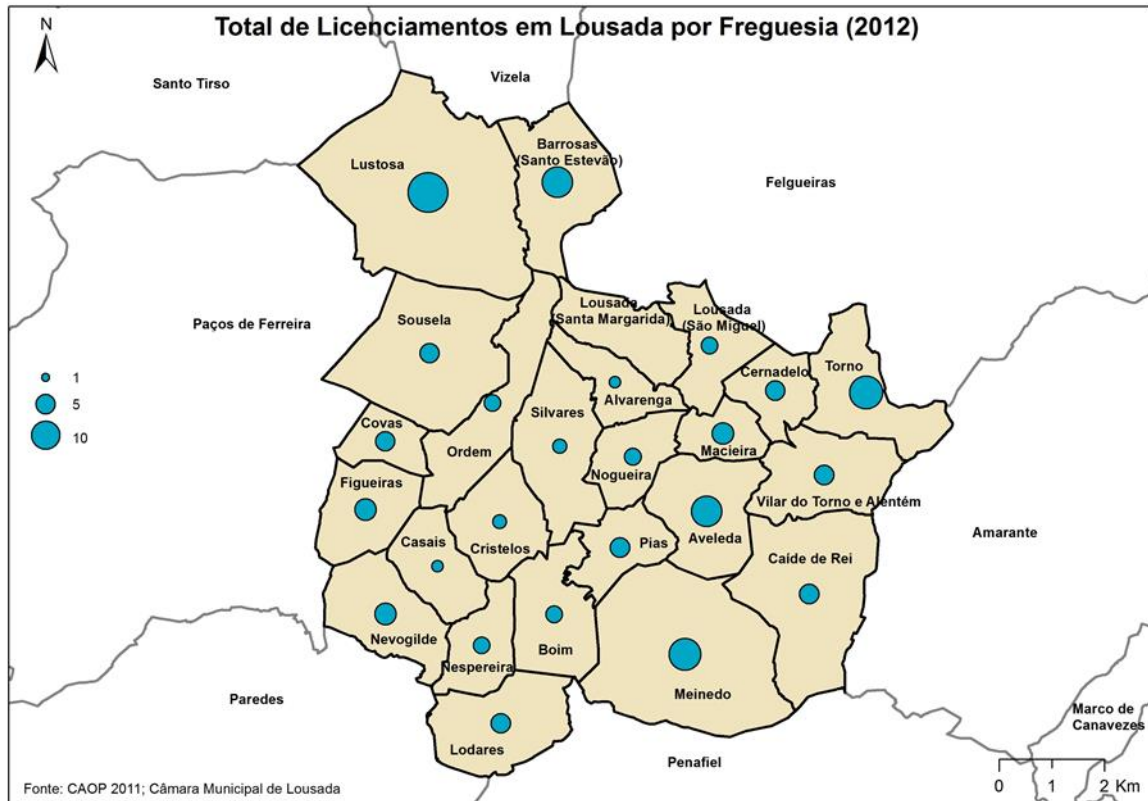 Total de Licenciamentos em Lousada por Freguesia (2012)
N
Vizela
Santo Tirso
Barrosas
(Santo Estevão)
Lustosa
Felgueiras
Lousada
(Santa Margarida)
Lousada
(São Miguel)
Paços de Ferreira
Sousela
Cernadelo
Torno
1
5
10
Alvarenga
Silvares
Covas
Ordem
Macieira
Nogueira
Figueiras
Vilar do Torno e Alentém
Amarante
Aveleda
Pias
Casais
Cristelos
Caíde de Rei
Nevogilde
Nespereira
Boim
Meinedo
Paredes
Marco de
Canavezes
Lodares
Penafiel
0 1 2 Km
Fonte: CAOP 2011; Câmara Municipal de Lousada